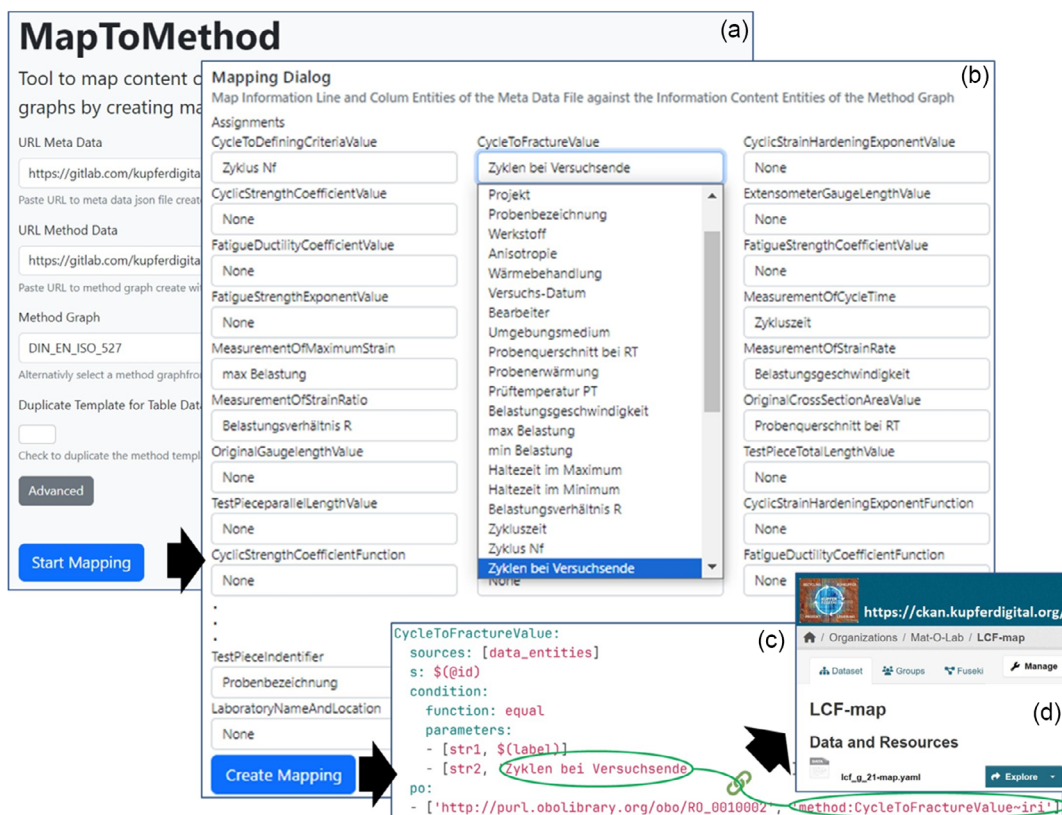 MapToMethod
(a)
Tool to map content
graphs by creating
URL Meta Data
https://gitlab.com/kupferdigita
Paste URL to meta data json file
URL Method Data
https://gitlab.com/kupferdigita
Paste URL to method graph create
Method Graph
DIN_EN_ISO_527
Alternativly select a method
Duplicate Template for Table Dat
Check to duplicate the method
Advanced
Start Mapping
Mapping Dialog
(b)
Map Information Line and Colum Entities of the Meta Data File against the Information Content Entities of the Method Graph
Assignments
CycleToDefiningCriteriaValue
Zyklus Nf
CyclicStrengthCoefficientValue
None
FatigueDuctilityCoefficientValue
None
FatigueStrengthExponentValue
None
MeasurementOfMaximumStrain
max Belastung
MeasurementOfStrainRatio
Belastungsverhältnis R
OriginalGaugelengthValue
None
TestPieceparallelLengthValue
None
CyclicStrengthCoefficientFunction
None
CycleToFractureValue
Zyklen bei Versuchsende
Projekt
Probenbezeichnung
Werkstoff
Anisotropie
Wärmebehandlung
Versuchs-Datum
Bearbeiter
Umgebungsmedium
Probenquerschnitt bei RT
Probenerwärmung
Prüftemperatur PT
Belastungsgeschwindigkeit
max Belastung
min Belastung
Haltezeit im Maximum
Haltezeit im Minimum
Belastungsverhältnis R
Zykluszeit
Zyklus Nf
Zyklen bei Versuchsende
None
CyclicStrainHardeningExponentValue
None
ExtensometerGaugeLengthValue
None
FatigueStrengthCoefficientValue
None
MeasurementOfCycleTime
Zykluszeit
MeasurementOfStrainRate
Belastungsgeschwindigkeit
OriginalCrossSectionAreaValue
Probenquerschnitt bei RT
TestPieceTotalLengthValue
None
CyclicStrainHardeningExponentFunction
None
FatigueDuctilityCoefficientFunction
None
TestPieceIndentifier
Probenbezeichnung
LaboratoryNameAndLocation
None
Create Mapping
(c)
CycleToFractureValue:
sources: [data_entities]
s: $(@id)
condition:
function: equal
parameters:
- [str1, $(label)]
- [str2, 'Zyklen bei Versuchsende
po:
- ['http://purl.obolibrary.org/obo/RO_0010002', 'method:CycleToFractureValue~iri']
https://ckan.kupferdigital.org/
/ Organizations / Mat-O-Lab / LCF-map
Dataset Groups Fuseki Manage
LCF-map
(d)
Data and Resources
lcf_g_21-map.yaml
Explore